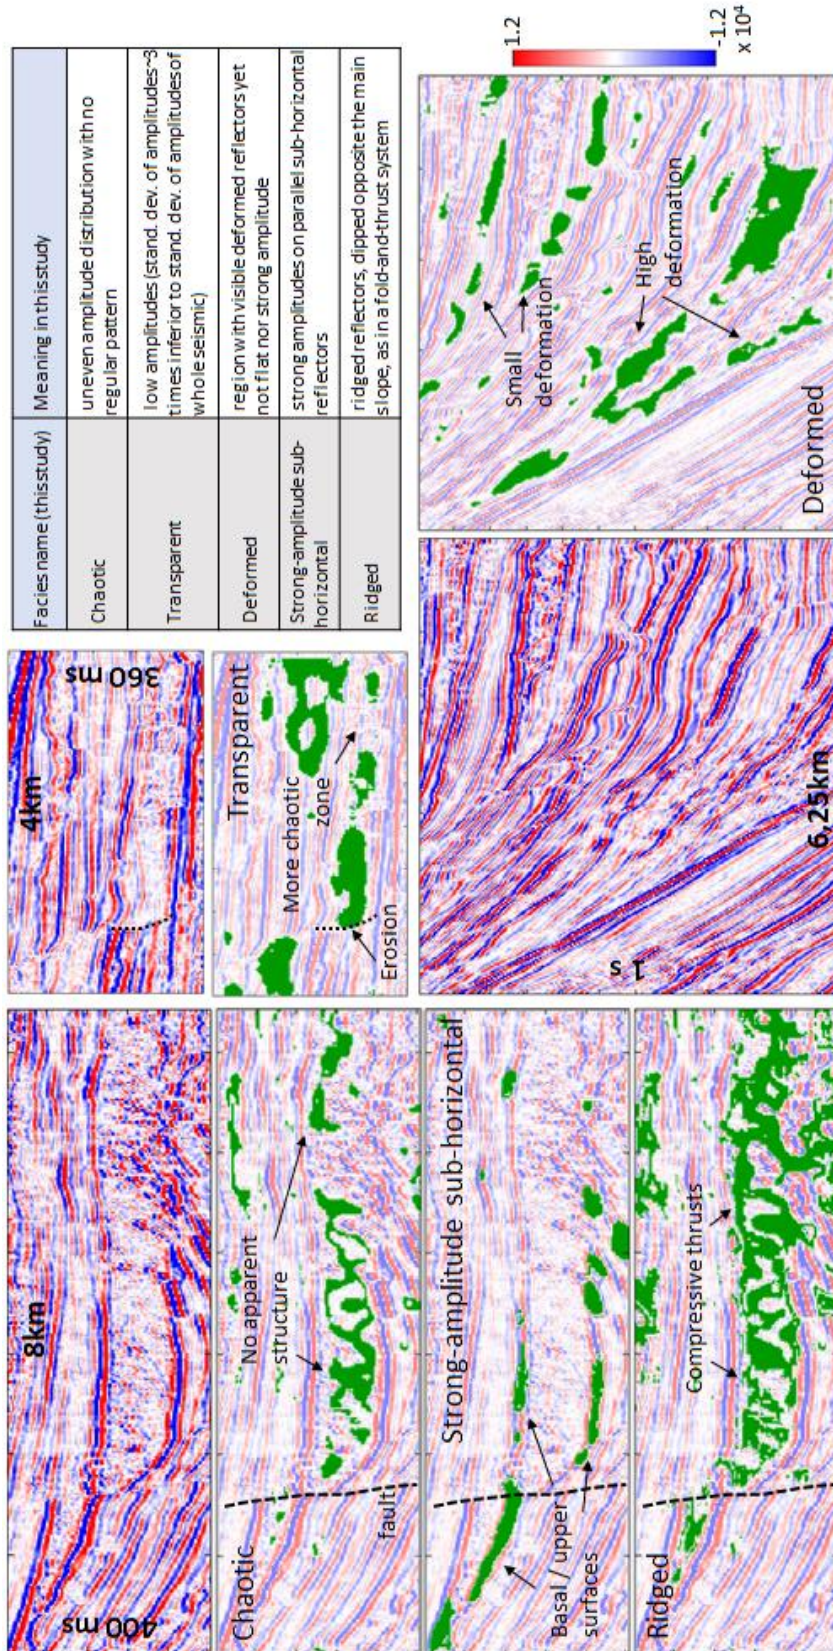 8km
400 ms
Chaotic
No apparent
structure
fault
Strong-amplitude sub-horizontal
Basal / upper
surfaces
Ridged
Compressive thrusts
4km
360 ms
Transparent
More chaotic
zone
Erosion
Facies name (this study) Meaning in this study
Chaotic uneven amplitude distribution with no
regular pattern
Transparent low amplitudes (stand. dev. of amplitudes~3
times inferior to stand. dev. of amplitudes of
whole seismic)
Deformed region with visible deformed reflectors yet
not flat nor strong amplitude
Strong-amplitude sub-
horizontal strong amplitudes on parallel sub-horizontal
reflectors
Ridged ridged reflectors, dipped opposite the main
slope, as in a fold-and-thrust system
1 s
6,25km
Small
deformation
High
deformation
Deformed
1.2
-1.2
x 10⁴